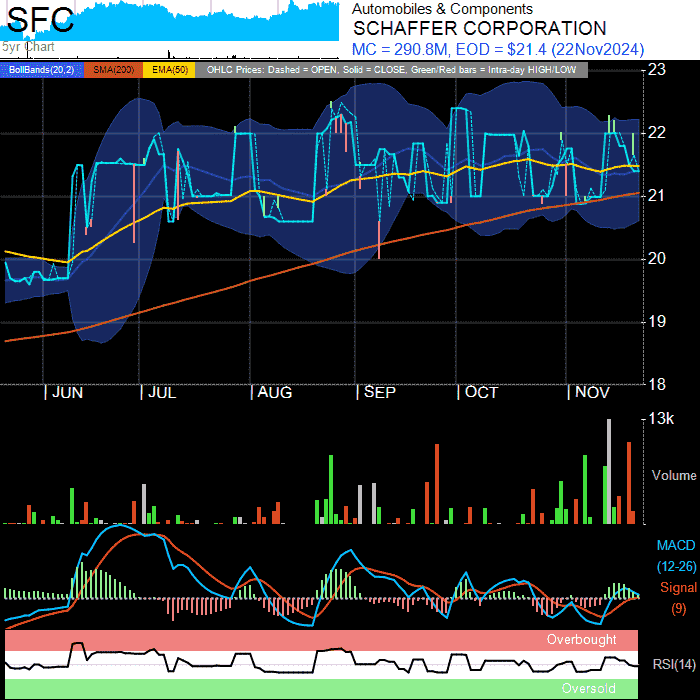 SFC
5yr Chart
Automobiles & Components
SCHAFFER CORPORATION
MC = 290.8M, EOD = $21.4 (22Nov2024)
BollBands(20,2) SMA(200) EMA(50) OHLC Prices: Dashed = OPEN, Solid = CLOSE, Green/Red bars = Intra-day HIGH/LOW
23
22
21
20
19
18
JUN JUL AUG SEP OCT NOV
13k
Volume
MACD
(12-26)
Signal
(9)
Overbought
RSI(14)
Oversold